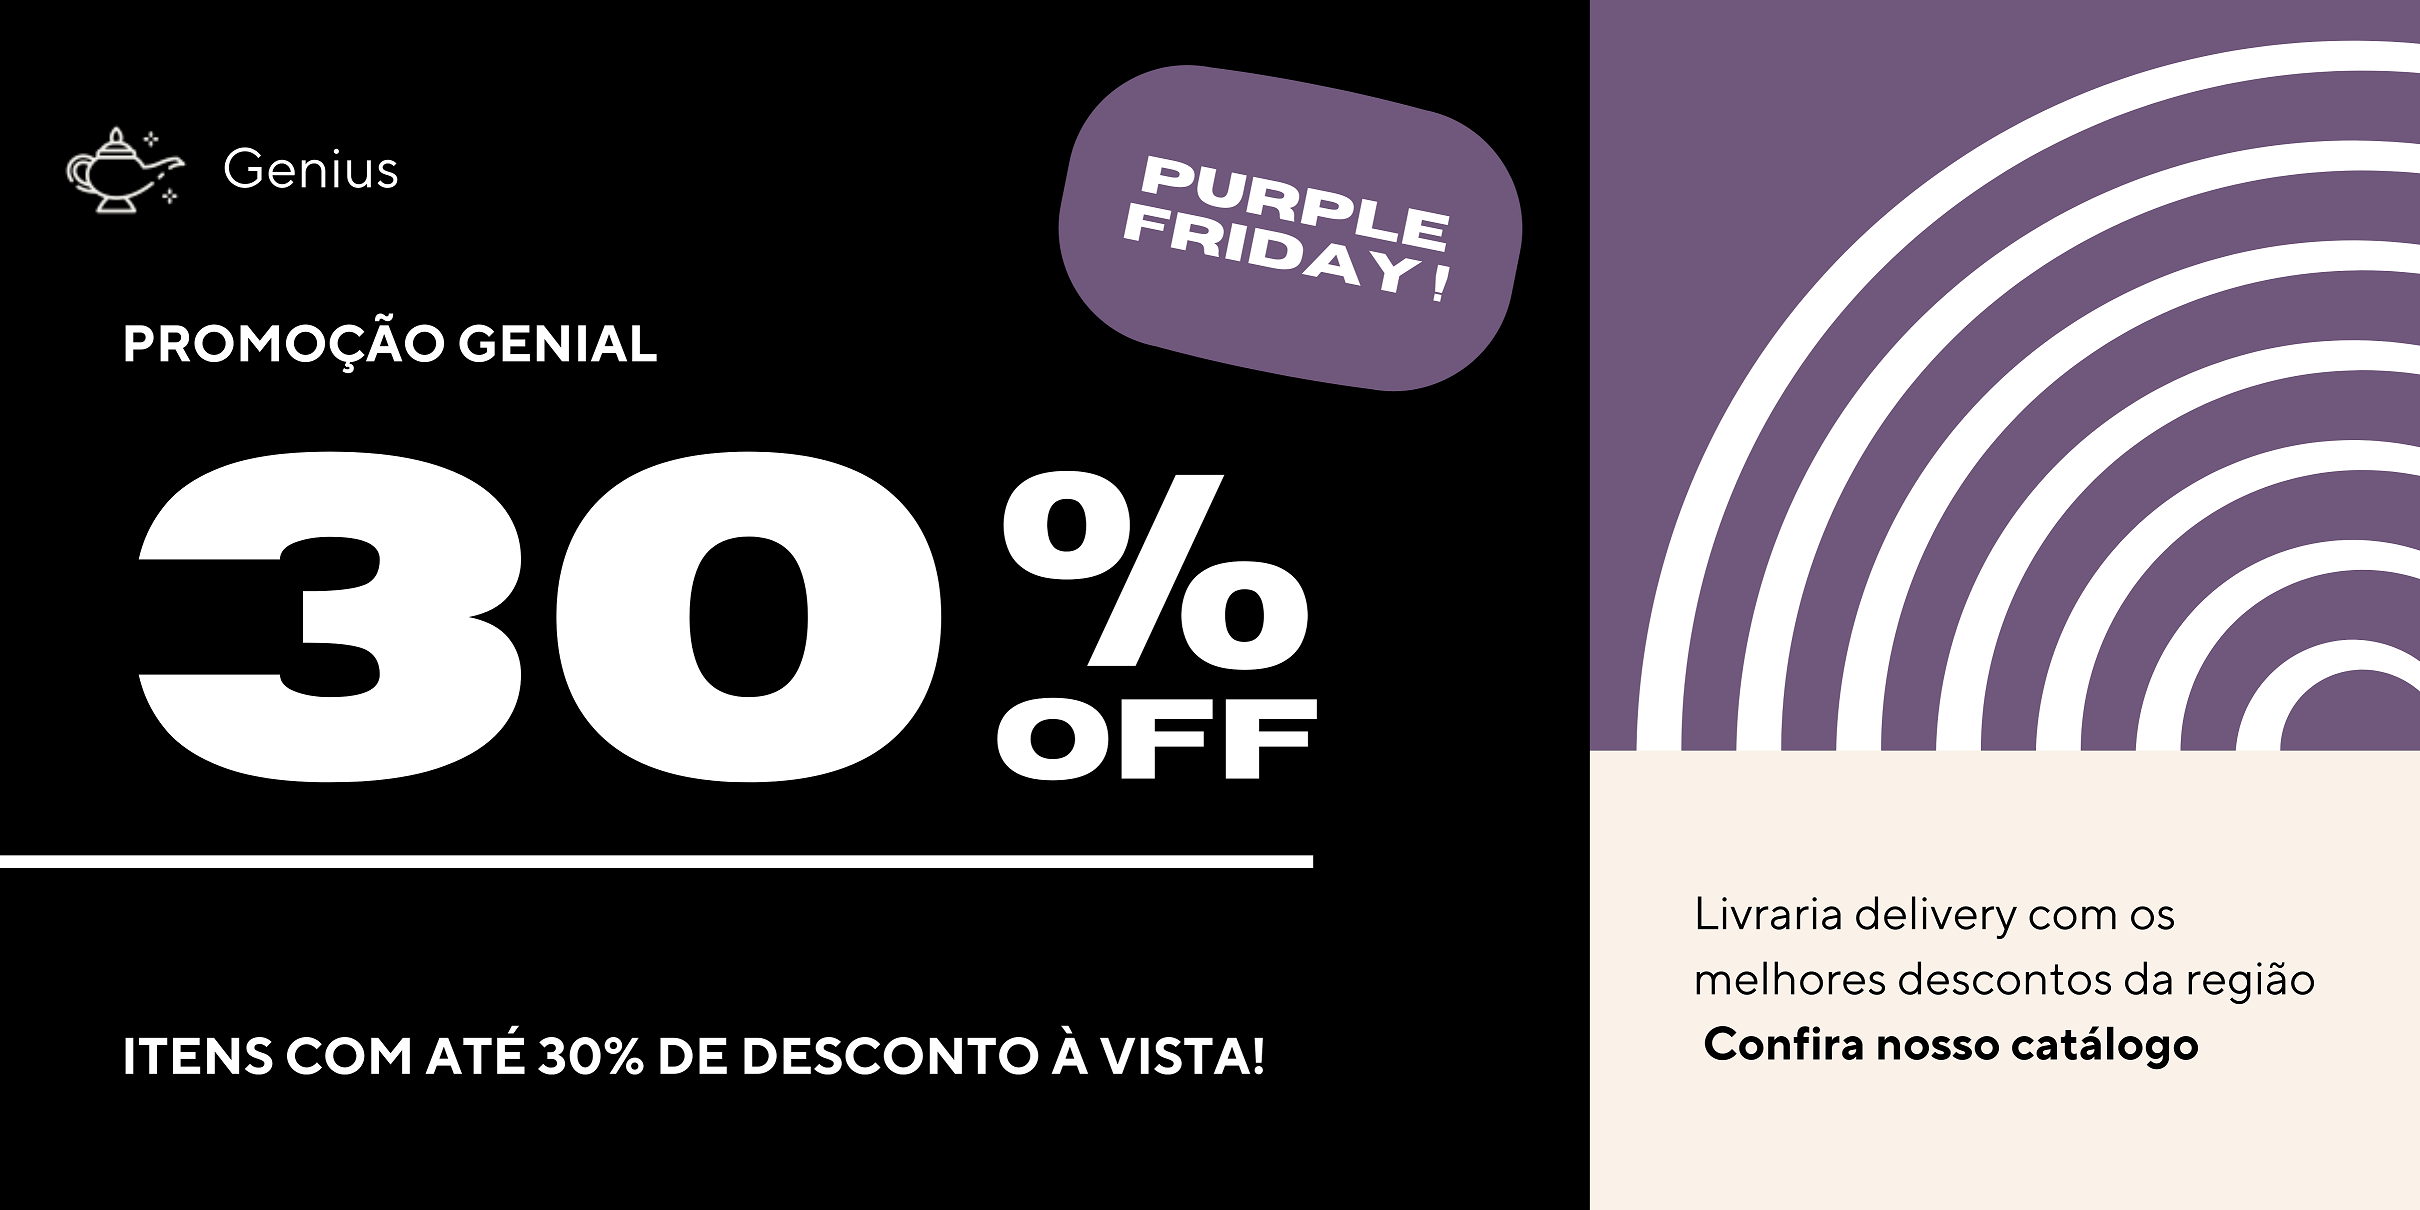 Genius
PURPLE
FRIDAY!
PROMOÇÃO GENIAL
30%
OFF
ITENS COM ATÉ 30% DE DESCONTO À VISTA!
Livraria delivery com os
melhores descontos da região
Confira nosso catálogo